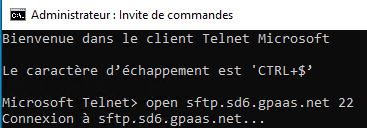 Administrateur : Invite de commandes
Bienvenue dans le client Telnet Microsoft
Le caractère d’échappement est 'CTRL+$’
Microsoft Telnet> open sftp.sd6.gpaas.net 22
Connexion à sftp.sd6.gpaas.net...